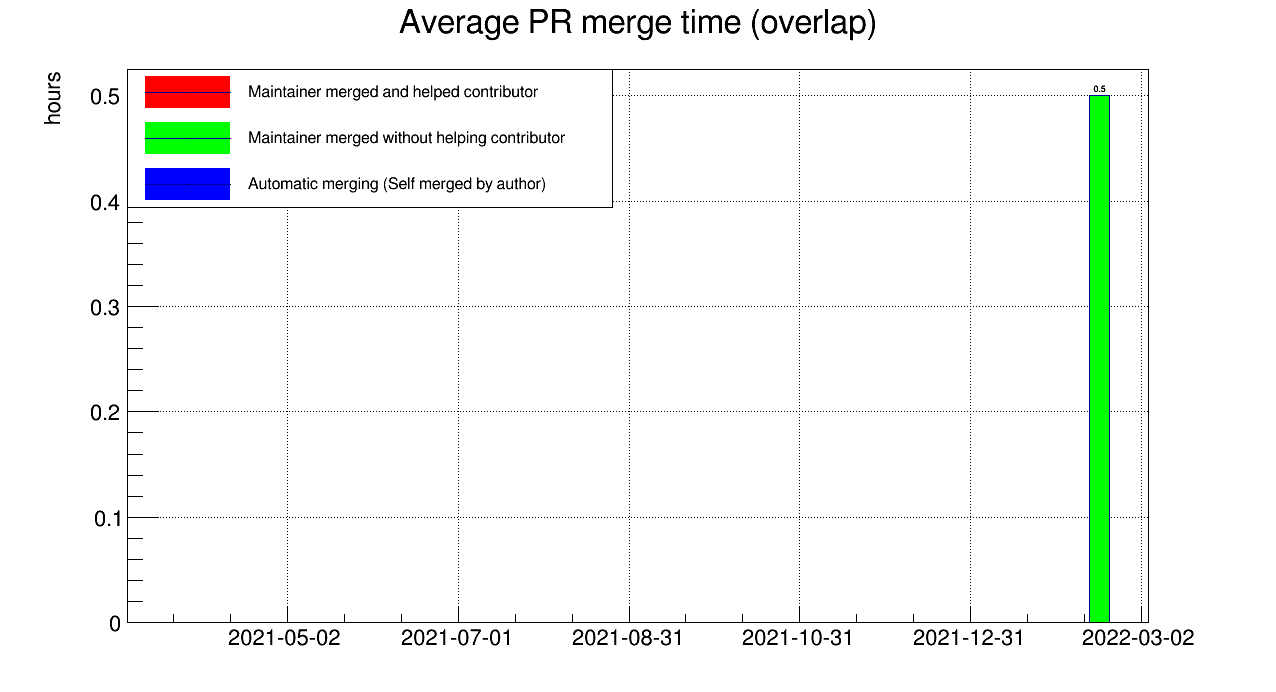 Average PR merge time (overlap)
hours
Maintainer merged and helped contributor
Maintainer merged without helping contributor
Automatic merging (Self merged by author)
0.5
0.5
0.4
0.3
0.2
0.1
0
2021-05-02
2021-07-01
2021-08-31
2021-10-31
2021-12-31
2022-03-02